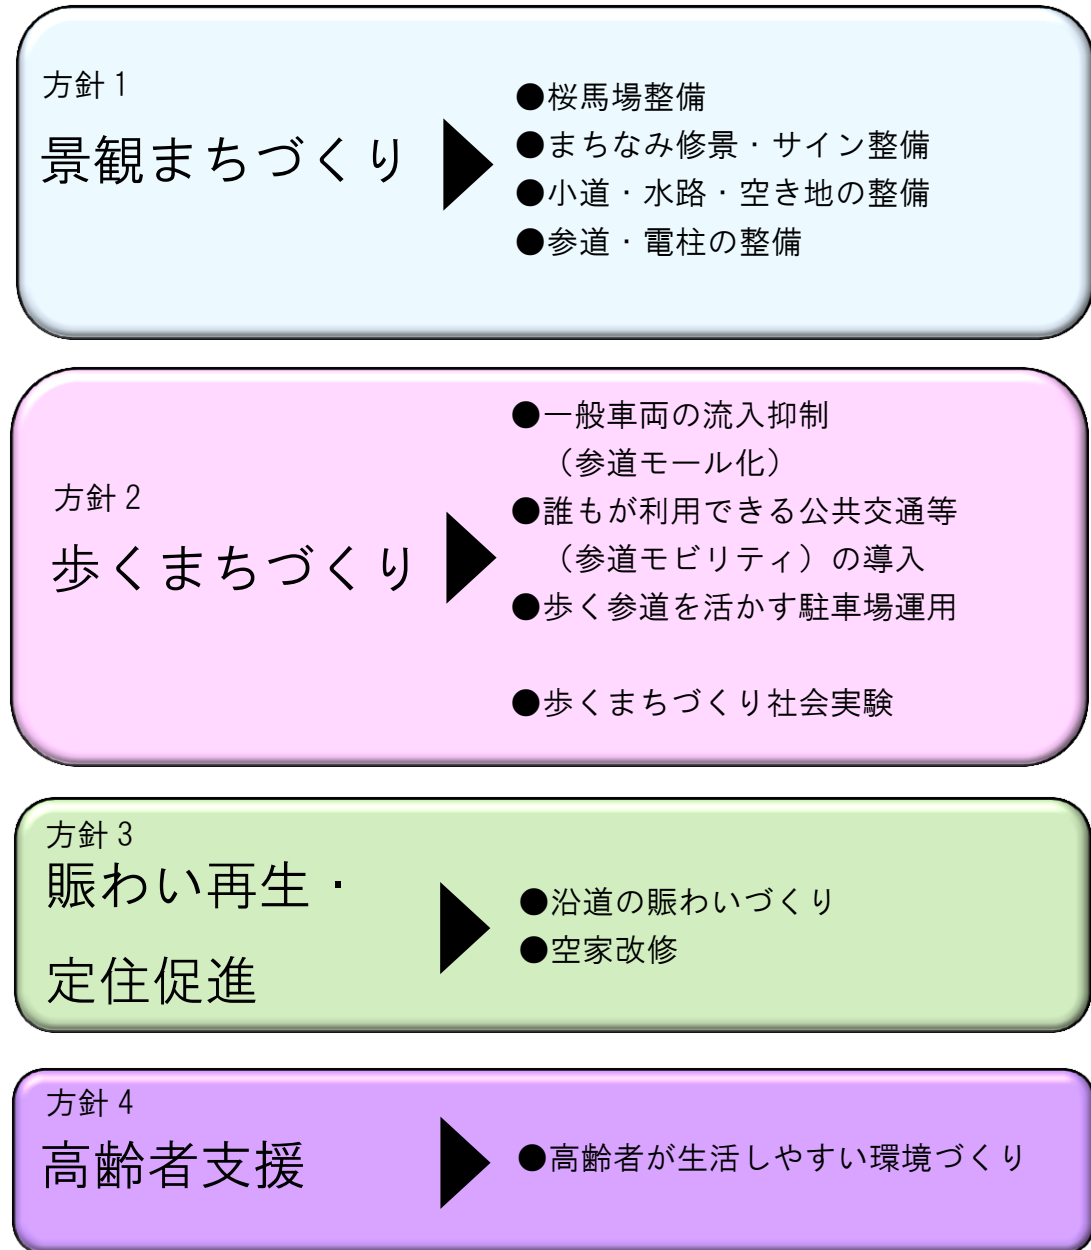 方針1
景観まちづくり
●桜馬場整備
●まちなみ修景・サイン整備
●小道・水路・空き地の整備
●参道・電柱の整備
方針2
歩くまちづくり
●一般車両の流入抑制
（参道モール化）
●誰もが利用できる公共交通等
（参道モビリティ）の導入
●歩く参道を活かす駐車場運用
●歩くまちづくり社会実験
方針3
賑わい再生・
定住促進
●沿道の賑わいづくり
●空家改修
方針4
高齢者支援
●高齢者が生活しやすい環境づくり